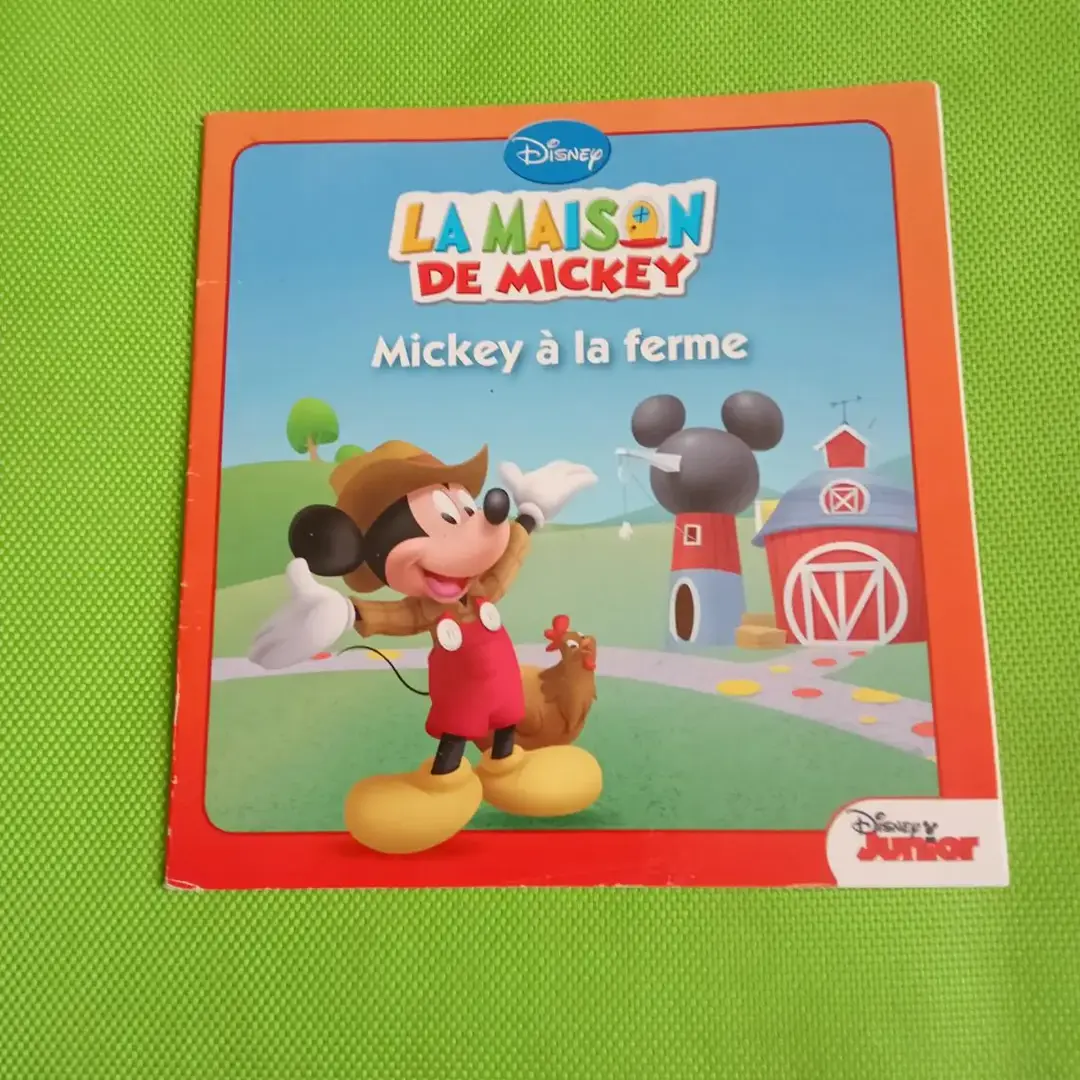 Disney
LA MAISON
DE MICKEY
Mickey à la ferme
Disney
Junior